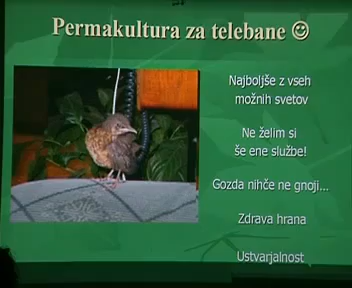 Permakultura za telebane ☺
Najboljše z vseh
možnih svetov
Ne želim si
še ene službe!
Gozda nihče ne gnoji...
Zdrava hrana
Ustvarjalnost